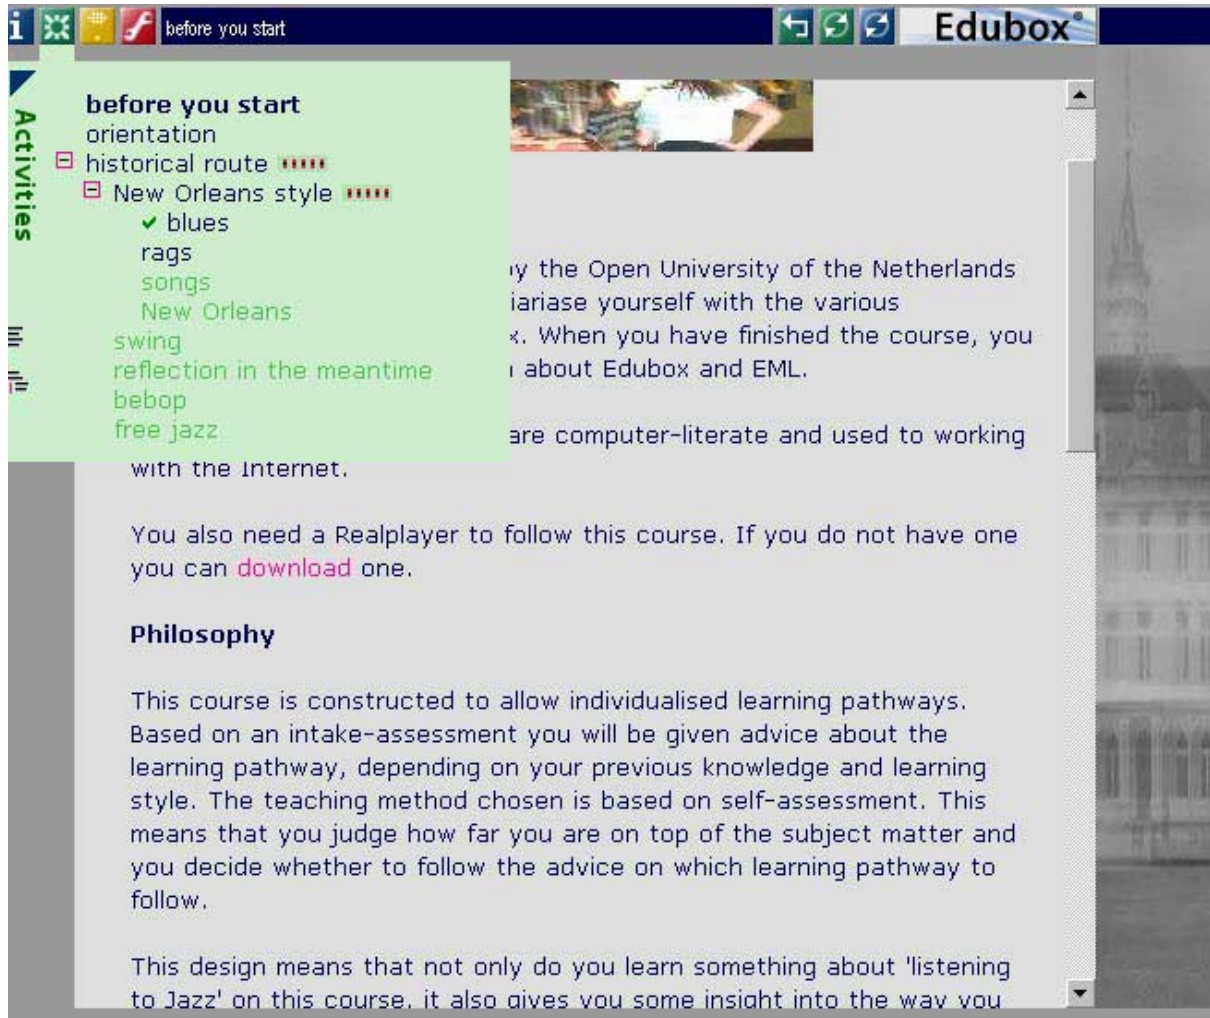 i before you start Edubox
Activities
before you start
orientation
historical route
New Orleans style
blues
rags
songs
New Orleans
swing
reflection in the meantime
bebop
free jazz
the Open University of the Netherlands
yourself with the various
When you have finished the course, you
about Edubox and EML.
are computer-literate and used to working
with the Internet.
You also need a Realplayer to follow this course. If you do not have one
you can download one.
Philosophy
This course is constructed to allow individualised learning pathways.
Based on an intake-assessment you will be given advice about the
learning pathway, depending on your previous knowledge and learning
style. The teaching method chosen is based on self-assessment. This
means that you judge how far you are on top of the subject matter and
you decide whether to follow the advice on which learning pathway to
follow.
This design means that not only do you learn something about 'listening
to Jazz' on this course, it also gives you some insight into the way you